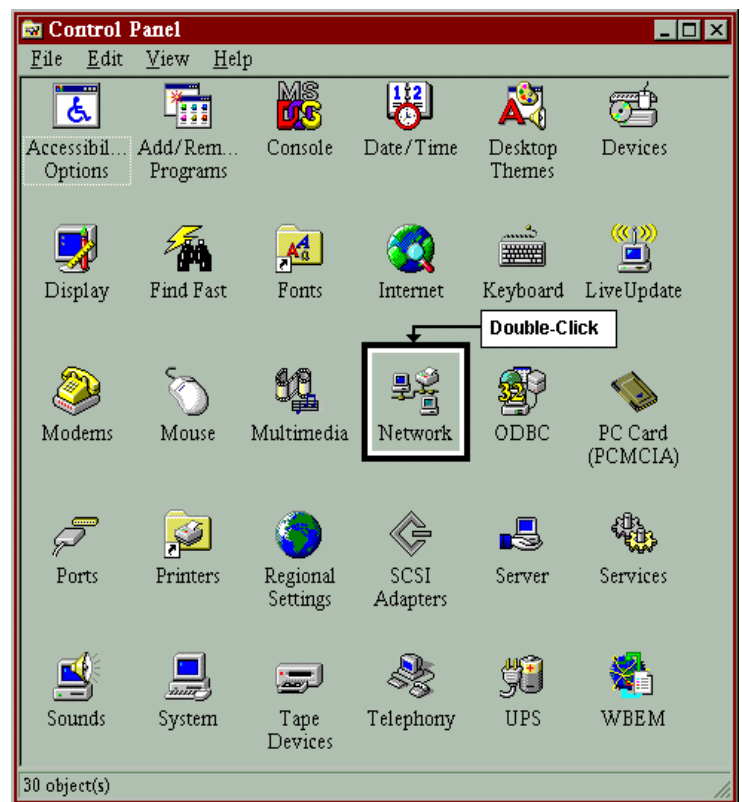 Control Panel
File Edit View Help
Accessibil... Add/Rem... Console Date/Time Desktop Devices
Options Programs Themes
Display Find Fast Fonts Internet Keyboard LiveUpdate
Double-Click
Modems Mouse Multimedia Network ODBC PC Card
(PCMCIA)
Ports Printers Regional SCSI Server Services
Settings Adapters
Sounds System Tape Telephony UPS WBEM
Devices
30 object(s)